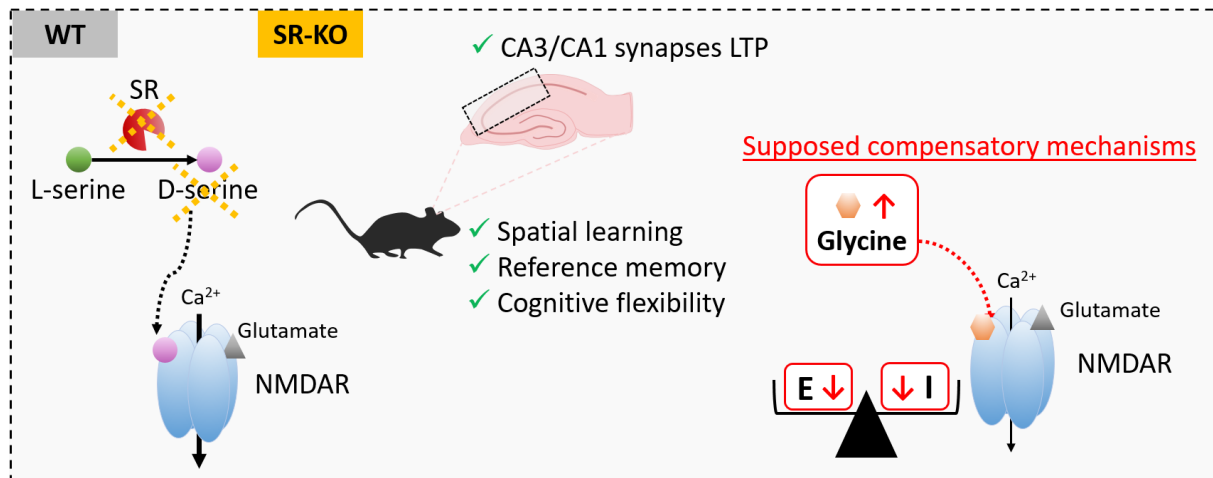 WT
SR-KO
SR
L-serine
D-serine
Ca²⁺
Glutamate
NMDAR
✓ CA3/CA1 synapses LTP
✓ Spatial learning
✓ Reference memory
✓ Cognitive flexibility
Supposed compensatory mechanisms
↑
Glycine
Ca²⁺
Glutamate
NMDAR
E ↓
↓ I